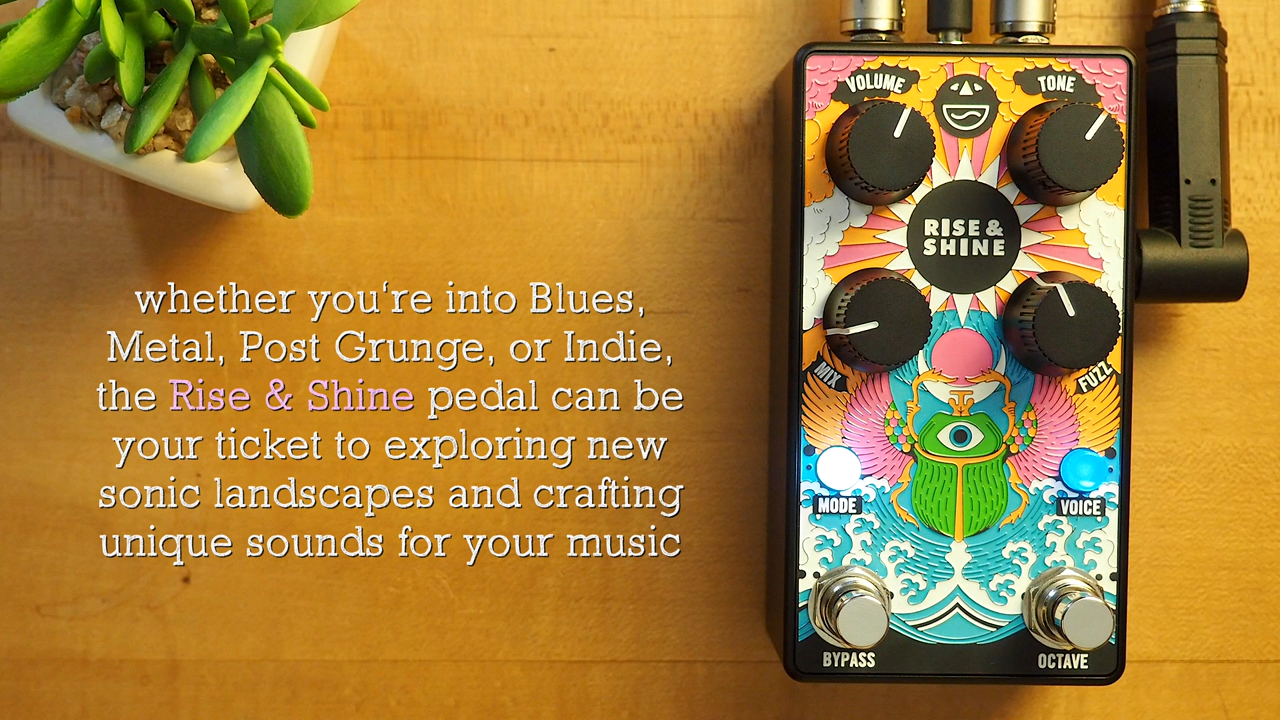 whether you're into Blues,
Metal, Post Grunge, or Indie,
the Rise & Shine pedal can be
your ticket to exploring new
sonic landscapes and crafting
unique sounds for your music
VOLUME
TONE
RISE &
SHINE
MIX
FUZZ
MODE
VOICE
BYPASS
OCTAVE